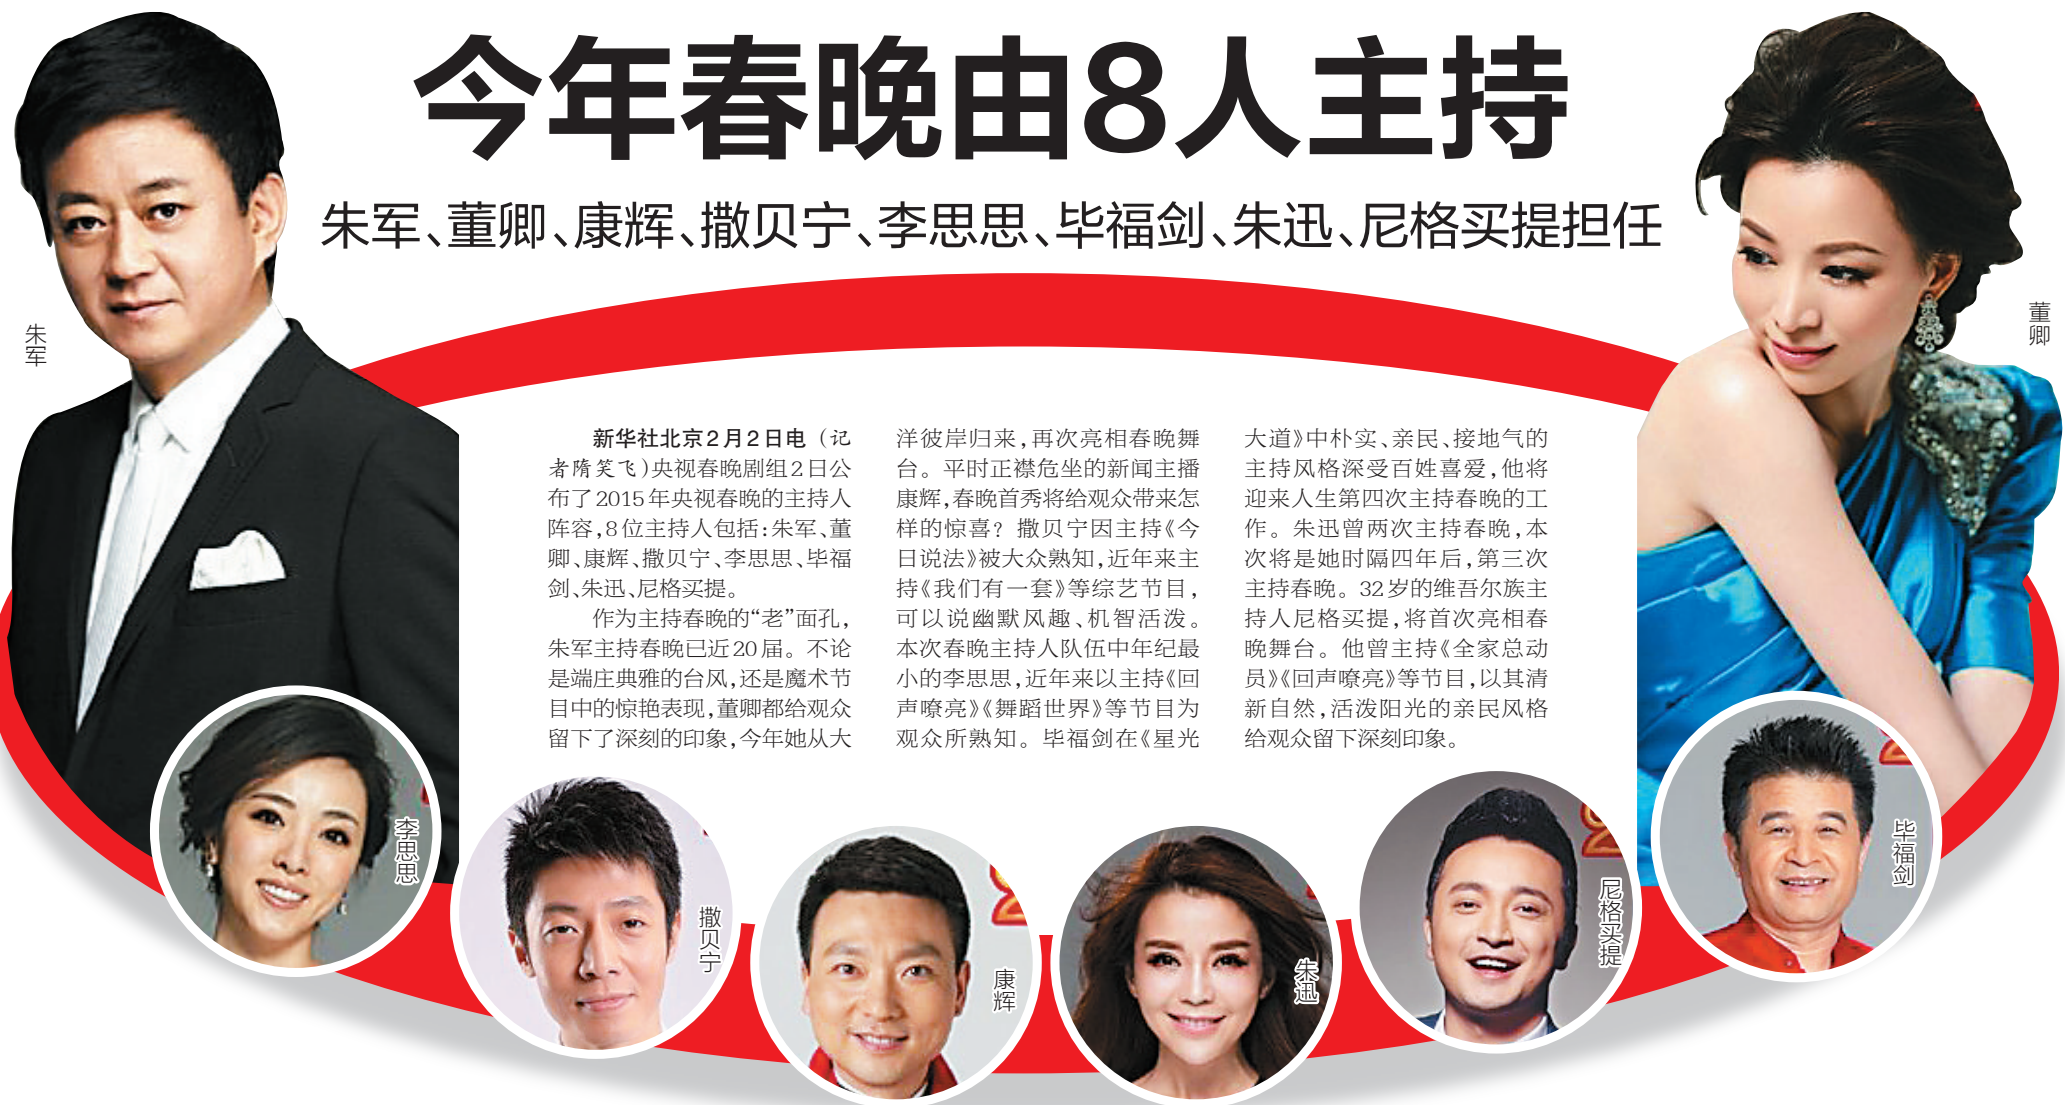 今年春晚由8人主持
朱军、董卿、康辉、撒贝宁、李思思、毕福剑、朱迅、尼格买提担任
朱军
董卿
新华社北京2月2日电（记
者隋笑飞）央视春晚剧组2日公
布了2015年央视春晚的主持人
阵容，8位主持人包括：朱军、董
卿、康辉、撒贝宁、李思思、毕福
剑、朱迅、尼格买提。
作为主持春晚的“老”面孔，
朱军主持春晚已近20届。不论
是端庄典雅的台风，还是魔术节
目中的惊艳表现，董卿都给观众
留下了深刻的印象，今年她从大
洋彼岸归来，再次亮相春晚舞
台。平时正襟危坐的新闻主播
康辉，春晚首秀将给观众带来怎
样的惊喜？撒贝宁因主持《今
日说法》被大众熟知，近年来主
持《我们有一套》等综艺节目，
可以说幽默风趣、机智活泼。
本次春晚主持人队伍中年纪最
小的李思思，近年来以主持《回
声嘹亮》《舞蹈世界》等节目为
观众所熟知。毕福剑在《星光
大道》中朴实、亲民、接地气的
主持风格深受百姓喜爱，他将
迎来人生第四次主持春晚的工
作。朱迅曾两次主持春晚，本
次将是她时隔四年后，第三次
主持春晚。32岁的维吾尔族主
持人尼格买提，将首次亮相春
晚舞台。他曾主持《全家总动
员》《回声嘹亮》等节目，以其清
新自然，活泼阳光的亲民风格
给观众留下深刻印象。
李思思
撒贝宁
康辉
朱迅
尼格买提
毕福剑